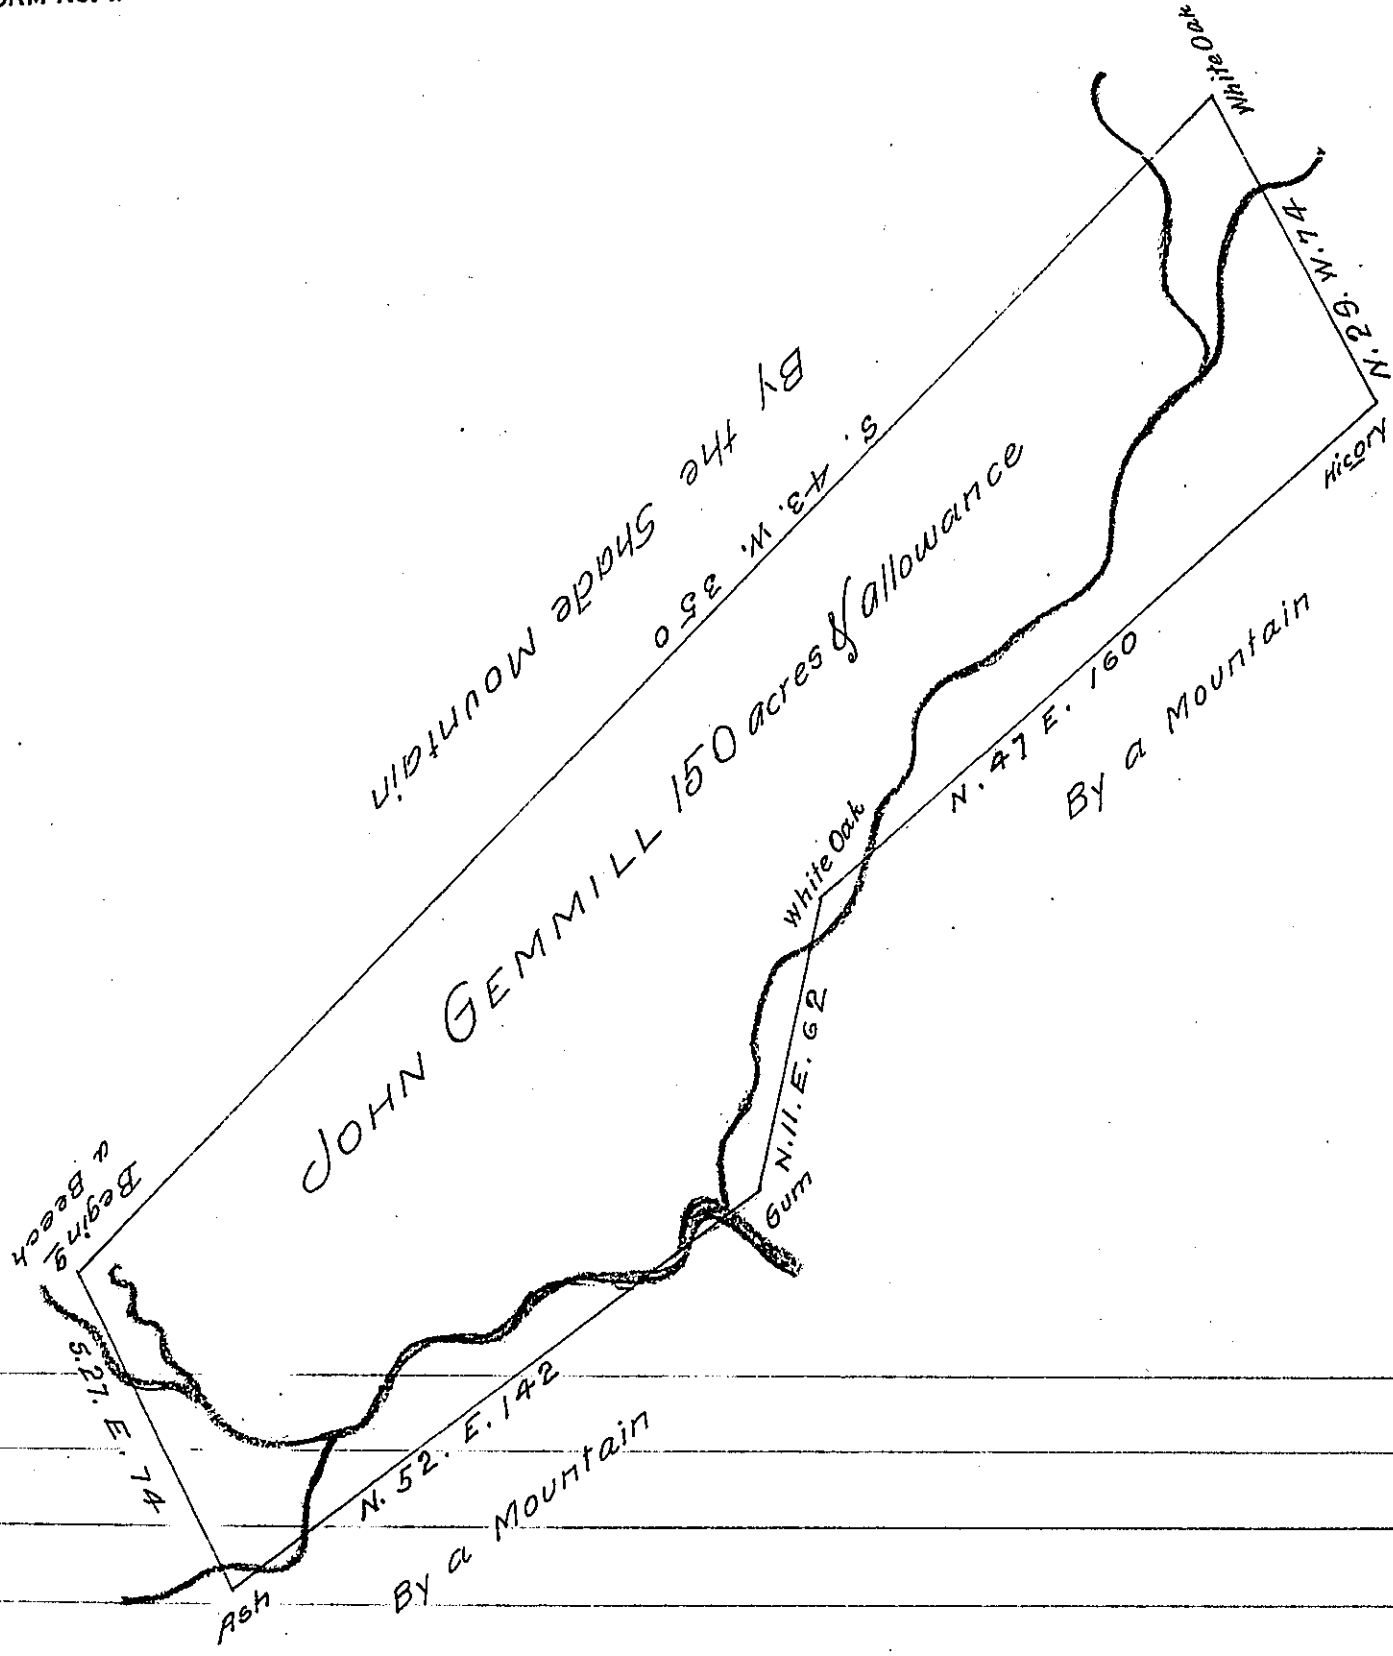 White Oak
N. 29. W. 74
Hicory
By the Shade Mountain
S. 43. W. 350
JOHN GEMMILL 150 acres & allowance
N. 47 E. 160
By a Mountain
White Oak
N. 11. E. 62
Gum
Begin<u>g</u>
a Beech
S. 27. E. 74
N. 52. E. 142
By a Mountain
Ash